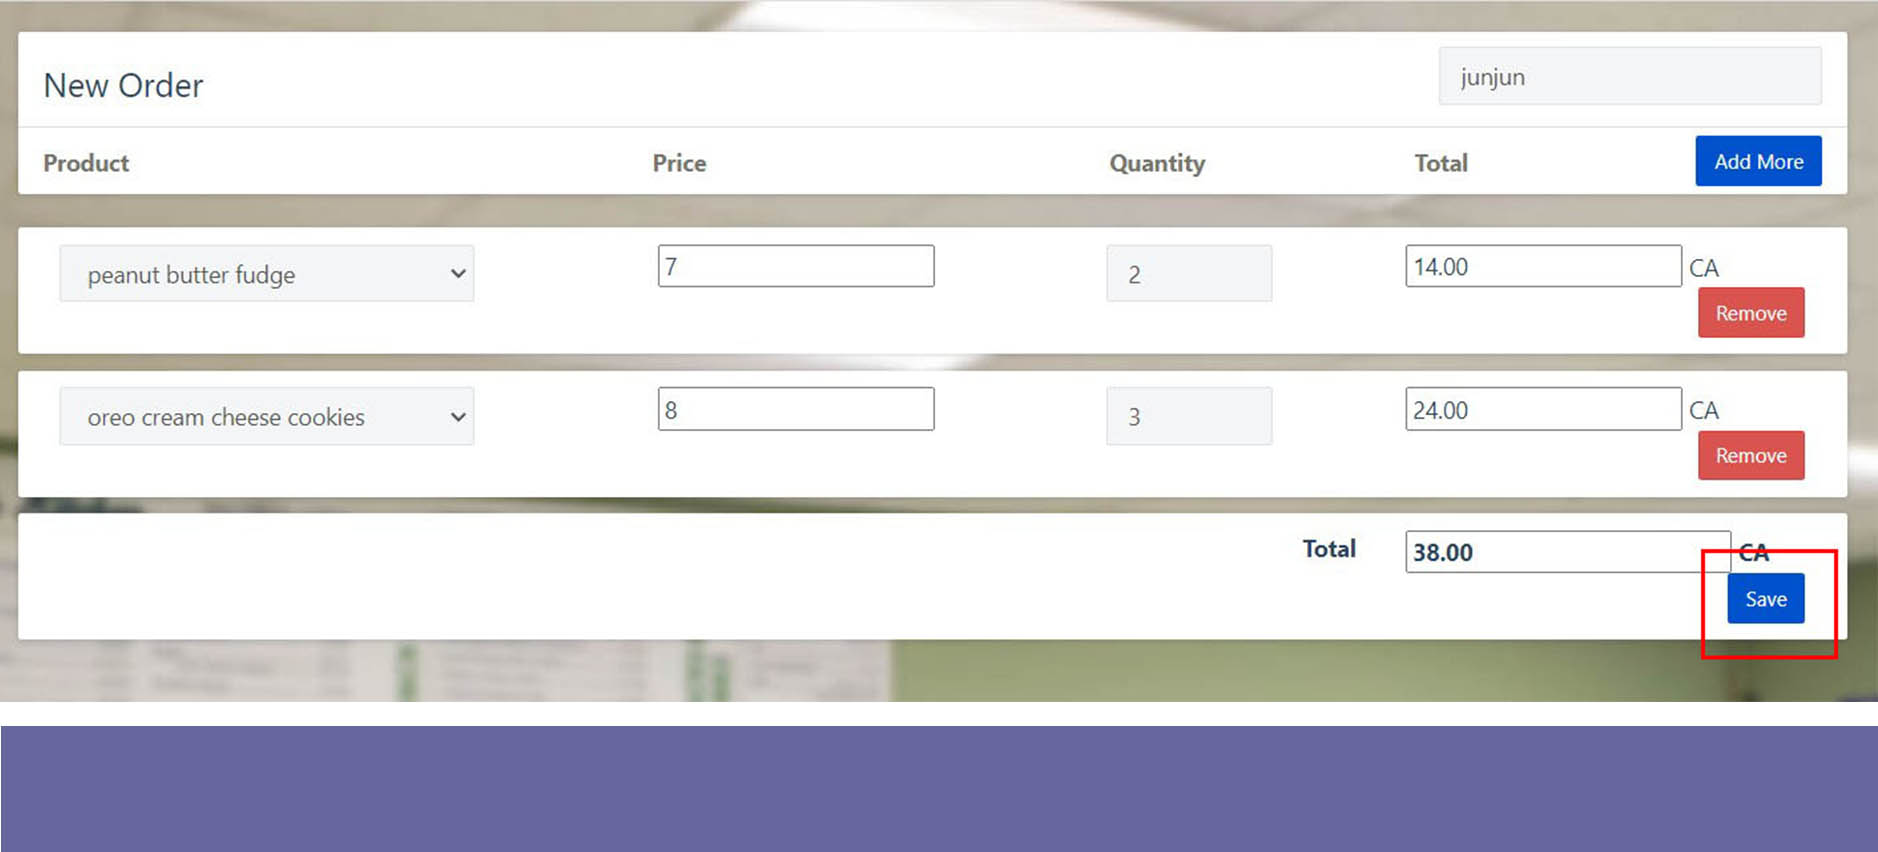 New Order junjun
Product Price Quantity Total Add More
peanut butter fudge 7 2 14.00 CA
Remove
oreo cream cheese cookies 8 3 24.00 CA
Remove
Total 38.00 CA
Save